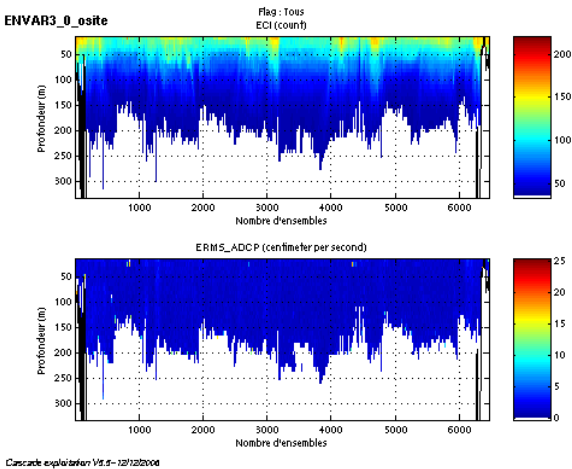 ENVAR3_0_osite
Flag : Tous
ECI (count)
50
100
150
200
250
300
Profondeur (m)
1000 2000 3000 4000 5000 6000
Nombre d'ensembles
200
150
100
50
ERMS_ADCP (centimeter per second)
50
100
150
200
250
300
Profondeur (m)
1000 2000 3000 4000 5000 6000
Nombre d'ensembles
25
20
15
10
5
0
Cascade exploitation V5.5-12/12/2006